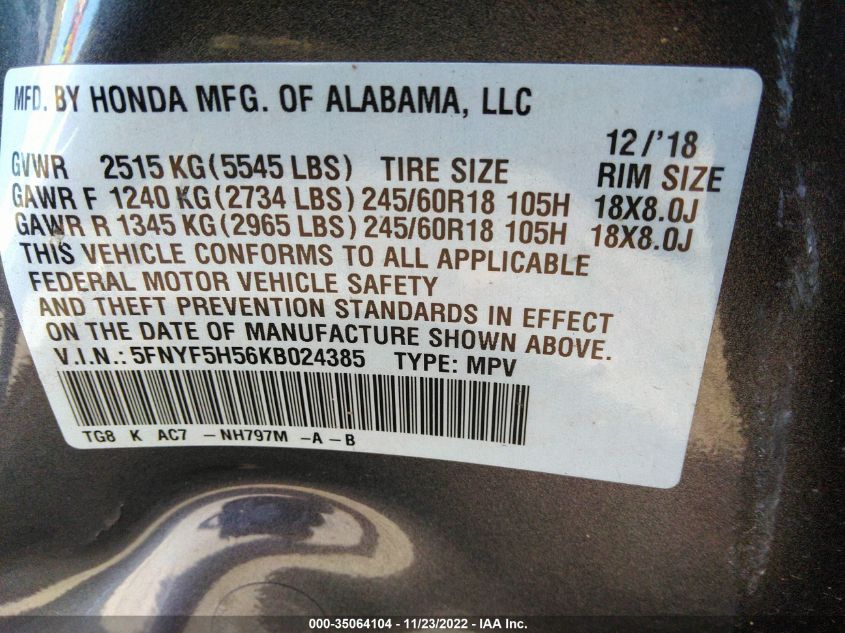 MFD. BY HONDA MFG. OF ALABAMA, LLC
12/'18
GVWR 2515 KG(5545 LBS) TIRE SIZE RIM SIZE
GAWR F 1240 KG(2734 LBS) 245/60R18 105H 18X8.0J
GAWR R 1345 KG(2965 LBS) 245/60R18 105H 18X8.0J
THIS VEHICLE CONFORMS TO ALL APPLICABLE
FEDERAL MOTOR VEHICLE SAFETY
AND THEFT PREVENTION STANDARDS IN EFFECT
ON THE DATE OF MANUFACTURE SHOWN ABOVE.
V.I.N.: 5FNYF5H56KB024385 TYPE: MPV
TG8 K AC7 -NH797M -A-B
000-35064104 - 11/23/2022 - IAA Inc.